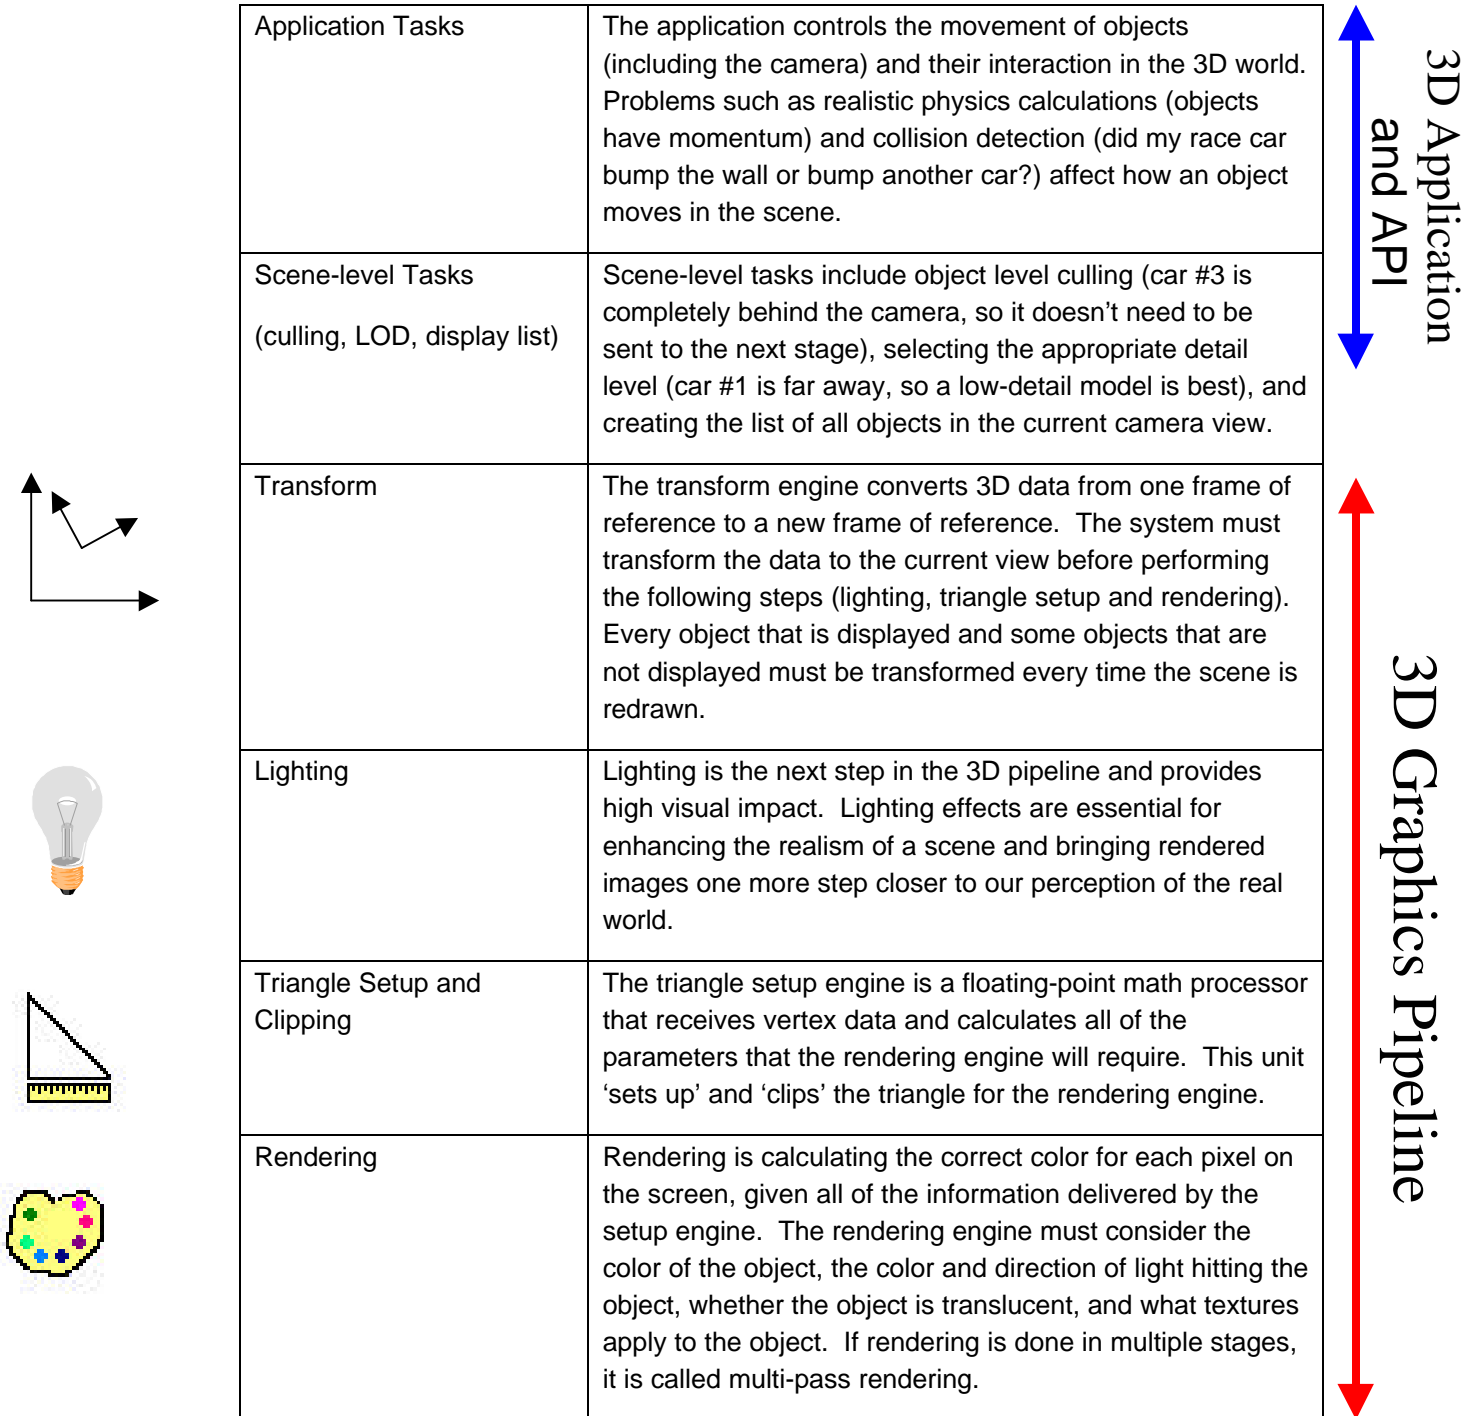 Application Tasks
The application controls the movement of objects
(including the camera) and their interaction in the 3D world.
Problems such as realistic physics calculations (objects
have momentum) and collision detection (did my race car
bump the wall or bump another car?) affect how an object
moves in the scene.
Scene-level Tasks
(culling, LOD, display list)
Scene-level tasks include object level culling (car #3 is
completely behind the camera, so it doesn’t need to be
sent to the next stage), selecting the appropriate detail
level (car #1 is far away, so a low-detail model is best), and
creating the list of all objects in the current camera view.
3D Application
and API
Transform
The transform engine converts 3D data from one frame of
reference to a new frame of reference.  The system must
transform the data to the current view before performing
the following steps (lighting, triangle setup and rendering).
Every object that is displayed and some objects that are
not displayed must be transformed every time the scene is
redrawn.
Lighting
Lighting is the next step in the 3D pipeline and provides
high visual impact.  Lighting effects are essential for
enhancing the realism of a scene and bringing rendered
images one more step closer to our perception of the real
world.
Triangle Setup and
Clipping
The triangle setup engine is a floating-point math processor
that receives vertex data and calculates all of the
parameters that the rendering engine will require.  This unit
‘sets up’ and ‘clips’ the triangle for the rendering engine.
Rendering
Rendering is calculating the correct color for each pixel on
the screen, given all of the information delivered by the
setup engine.  The rendering engine must consider the
color of the object, the color and direction of light hitting the
object, whether the object is translucent, and what textures
apply to the object.  If rendering is done in multiple stages,
it is called multi-pass rendering.
3D Graphics Pipeline